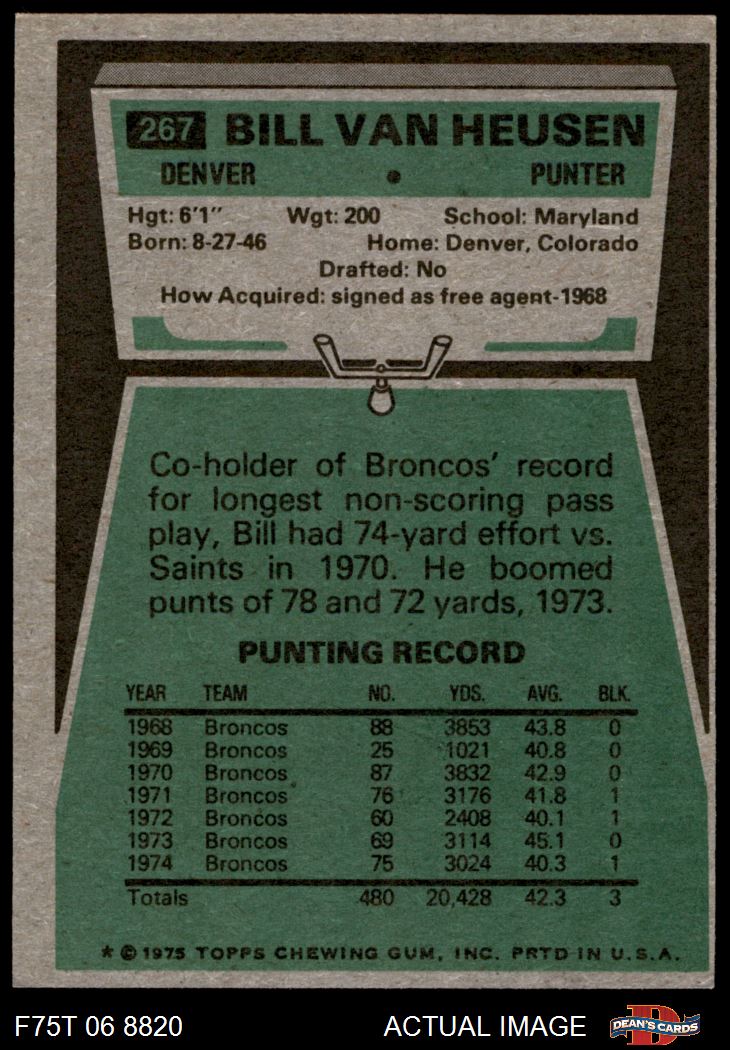 267 BILL VAN HEUSEN
DENVER • PUNTER
Hgt: 6'1" Wgt: 200 School: Maryland
Born: 8-27-46 Home: Denver, Colorado
Drafted: No
How Acquired: signed as free agent-1968
Co-holder of Broncos' record
for longest non-scoring pass
play, Bill had 74-yard effort vs.
Saints in 1970. He boomed
punts of 78 and 72 yards, 1973.
PUNTING RECORD
YEAR TEAM NO. YDS. AVG. BLK.
1968 Broncos 88 3853 43.8 0
1969 Broncos 25 1021 40.8 0
1970 Broncos 87 3832 42.9 0
1971 Broncos 76 3176 41.8 1
1972 Broncos 60 2408 40.1 1
1973 Broncos 69 3114 45.1 0
1974 Broncos 75 3024 40.3 1
Totals 480 20,428 42.3 3
* © 1975 TOPPS CHEWING GUM, INC. PRTD IN U.S.A.
F75T 06 8820 ACTUAL IMAGE DEAN'S CARDS